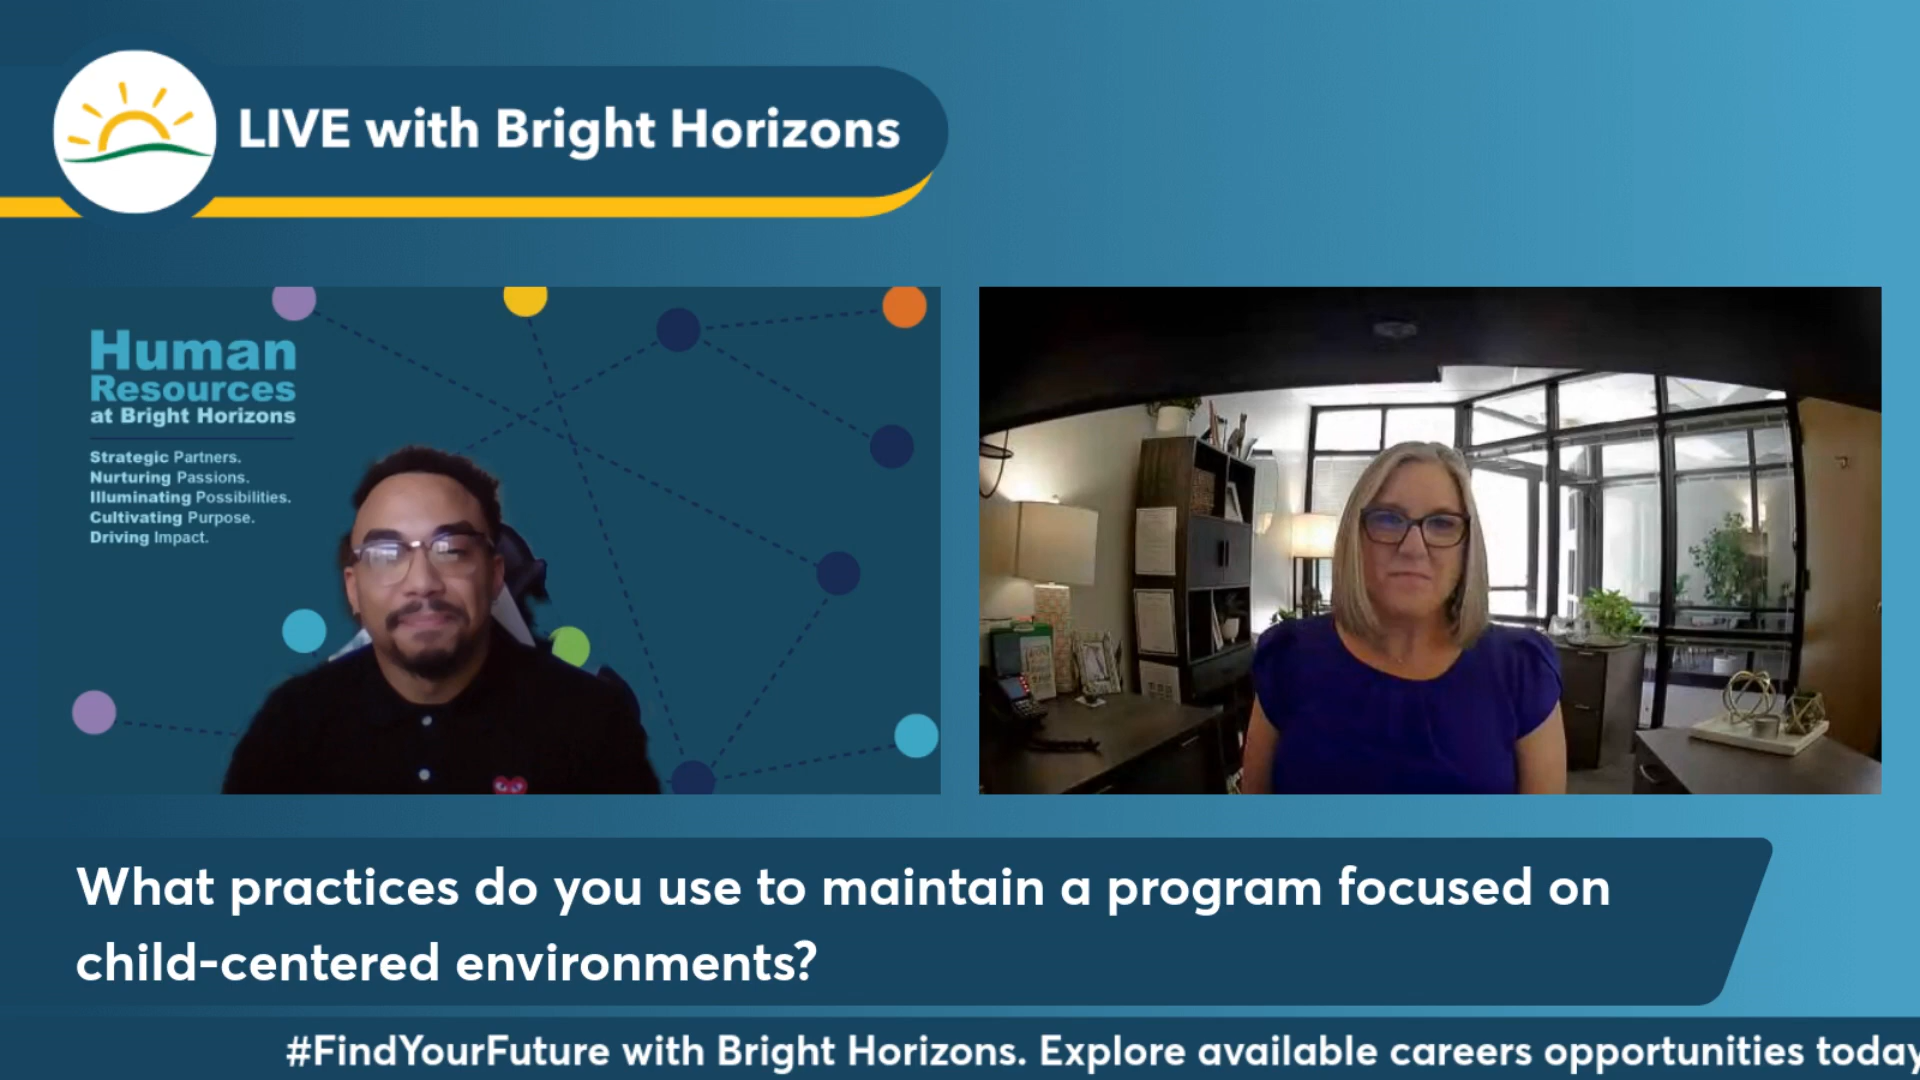 LIVE with Bright Horizons
Human
Resources
at Bright Horizons
Strategic Partners.
Nurturing Passions.
Illuminating Possibilities.
Cultivating Purpose.
Driving Impact.
What practices do you use to maintain a program focused on
child-centered environments?
#FindYourFuture with Bright Horizons. Explore available careers opportunities today